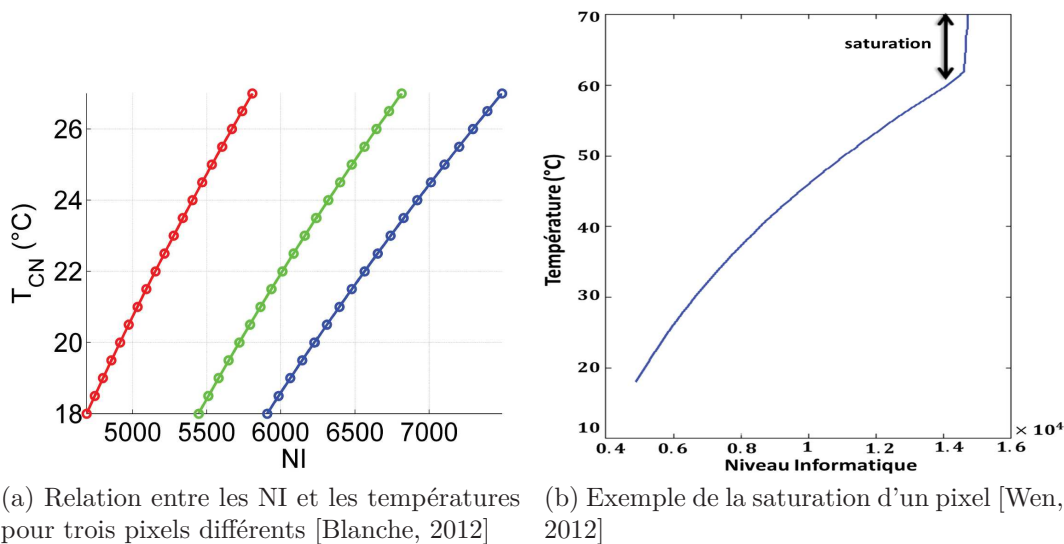 26
24
22
20
18
T_CN (°C)
5000 5500 6000 6500 7000
NI
70
60
50
40
30
20
10
Température(°C)
saturation
0.4 0.6 0.8 1 1.2 1.4 1.6
× 10⁴
Niveau Informatique
(a) Relation entre les NI et les températures
pour trois pixels différents [Blanche, 2012]
(b) Exemple de la saturation d'un pixel [Wen,
2012]